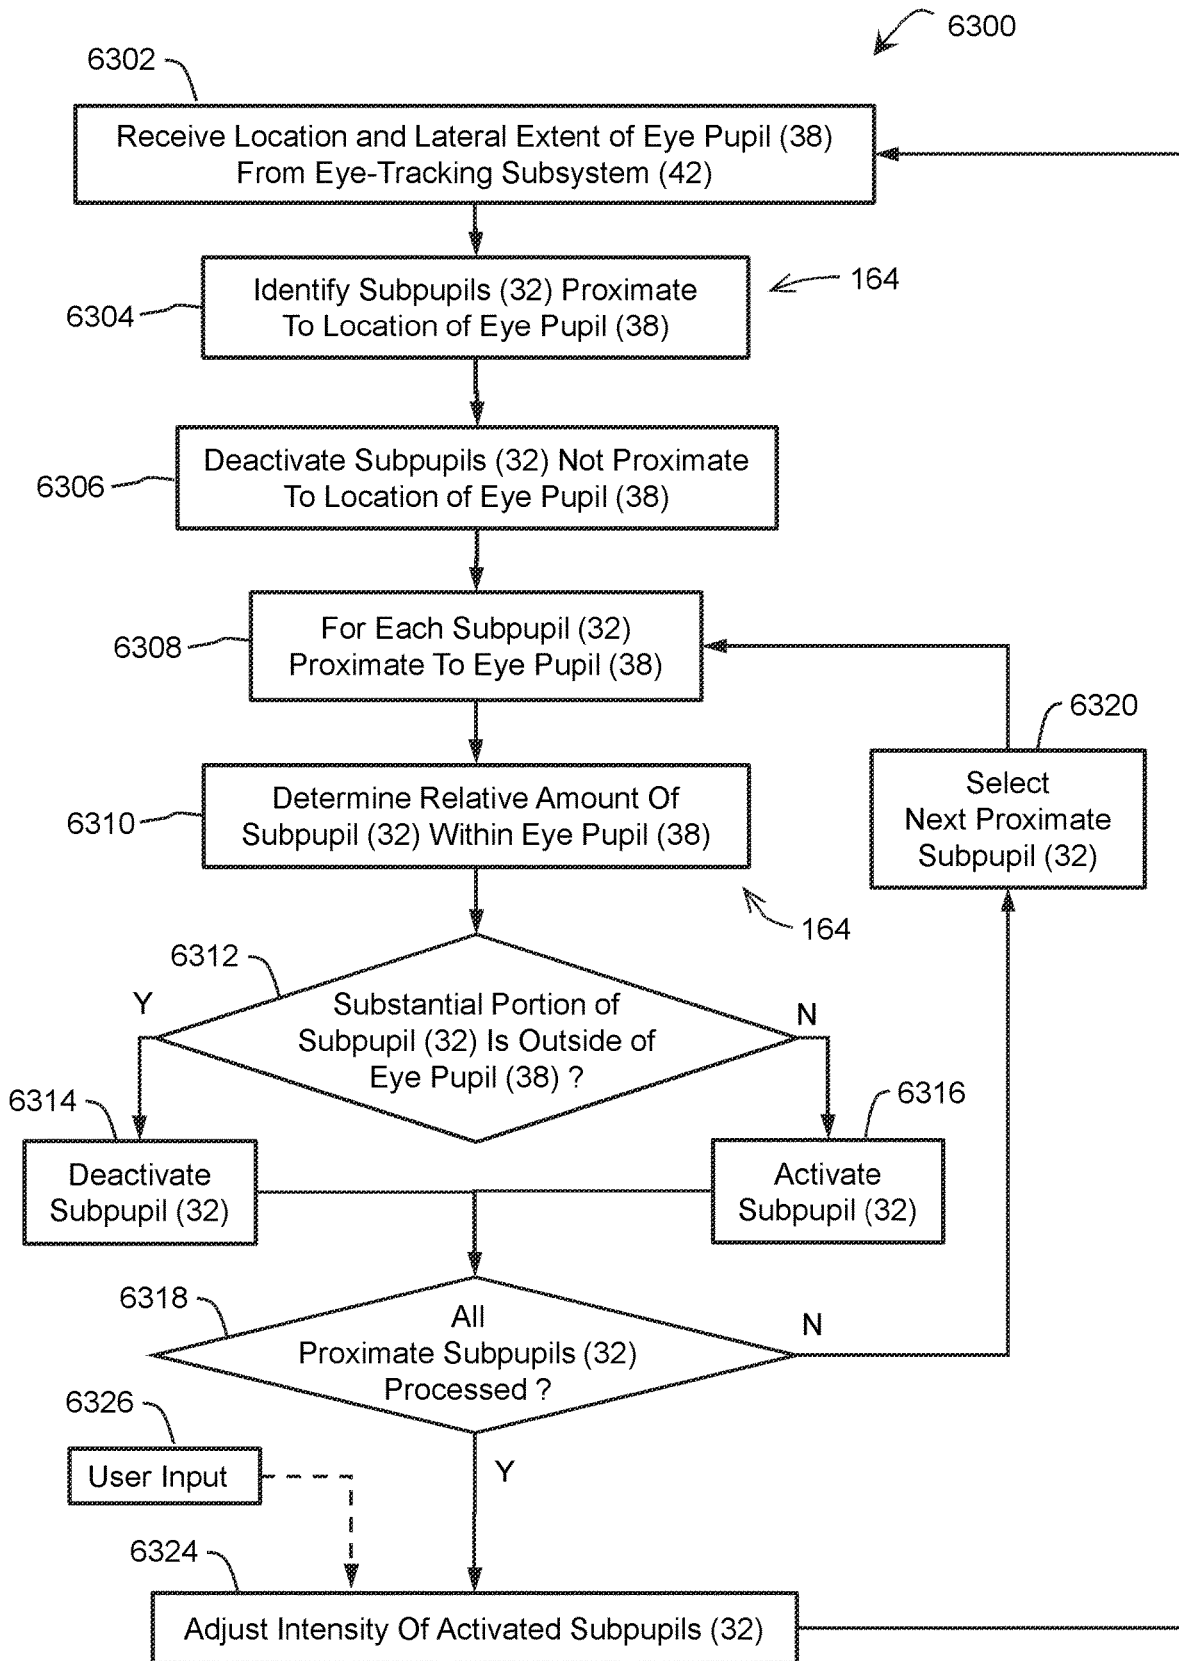 6300
6302
Receive Location and Lateral Extent of Eye Pupil (38)
From Eye-Tracking Subsystem (42)
164
6304
Identify Subpupils (32) Proximate
To Location of Eye Pupil (38)
6306
Deactivate Subpupils (32) Not Proximate
To Location of Eye Pupil (38)
6308
For Each Subpupil (32)
Proximate To Eye Pupil (38)
6320
Select
Next Proximate
Subpupil (32)
6310
Determine Relative Amount Of
Subpupil (32) Within Eye Pupil (38)
164
6312
Y
N
Substantial Portion of
Subpupil (32) Is Outside of
Eye Pupil (38) ?
6314
Deactivate
Subpupil (32)
6316
Activate
Subpupil (32)
6318
All
Proximate Subpupils (32)
Processed ?
N
6326
User Input
Y
6324
Adjust Intensity Of Activated Subpupils (32)